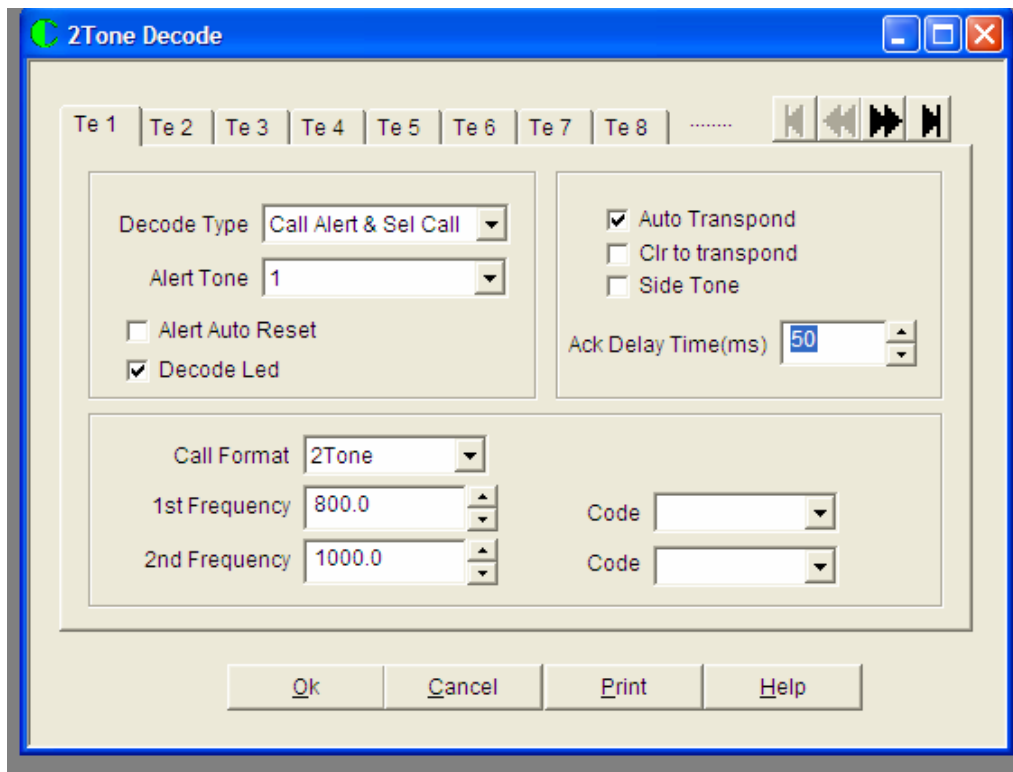 2Tone Decode
Te 1 Te 2 Te 3 Te 4 Te 5 Te 6 Te 7 Te 8 ........
Decode Type Call Alert & Sel Call
Alert Tone 1
Alert Auto Reset
Decode Led
Auto Transpond
Clr to transpond
Side Tone
Ack Delay Time(ms) 50
Call Format 2Tone
1st Frequency 800.0 Code
2nd Frequency 1000.0 Code
Ok Cancel Print Help